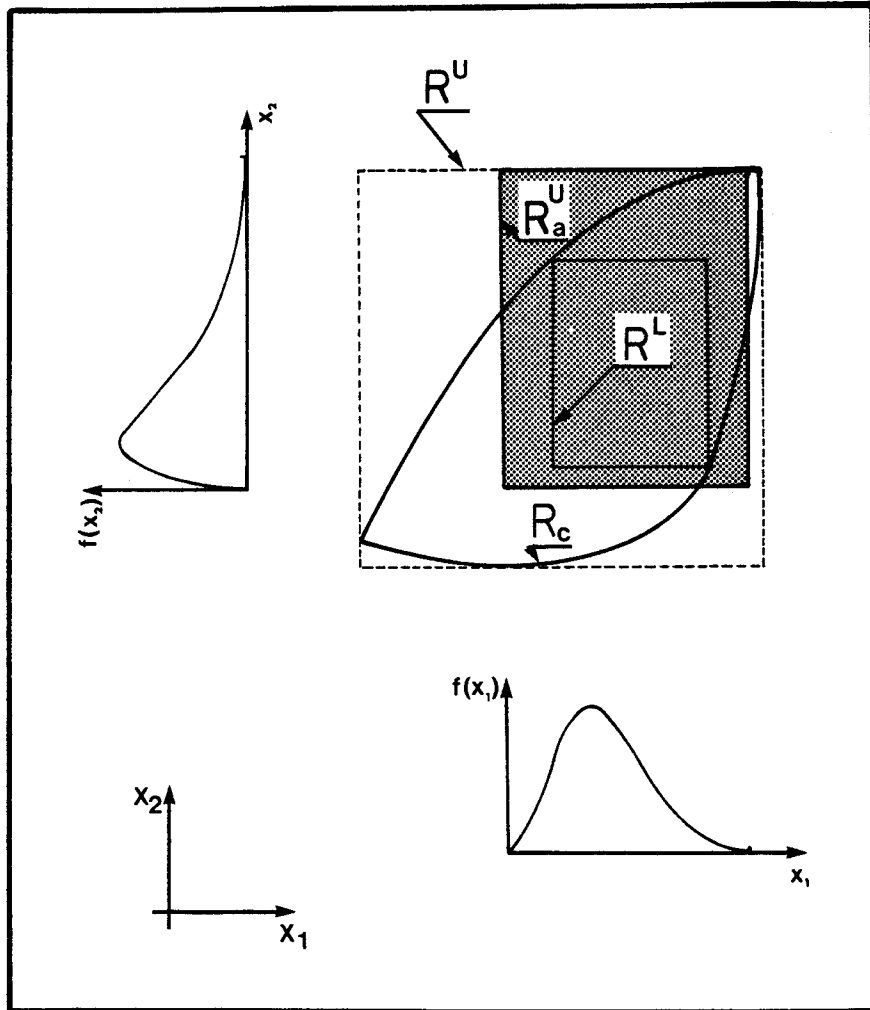 R^U
x₂
R_a^U
R^L
f(x₂)
R_c
f(x₁)
x₁
X₂
X₁